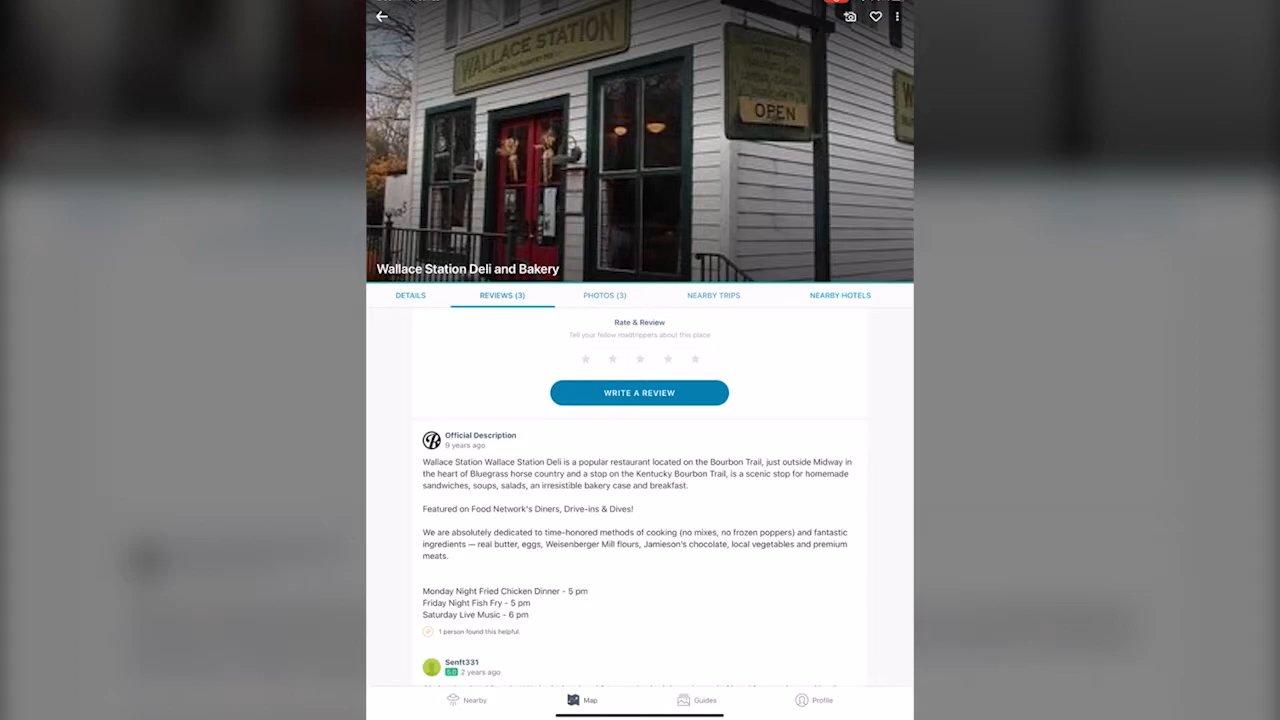 WALLACE STATION
OPEN
Wallace Station Deli and Bakery
DETAILS
REVIEWS (3)
PHOTOS (3)
NEARBY TRIPS
NEARBY HOTELS
Rate & Review
Tell your fellow roadtrippers about this place
WRITE A REVIEW
Official Description
9 years ago
Wallace Station Wallace Station Deli is a popular restaurant located on the Bourbon Trail, just outside Midway in
the heart of Bluegrass horse country and a stop on the Kentucky Bourbon Trail, is a scenic stop for homemade
sandwiches, soups, salads, an irresistible bakery case and breakfast.
Featured on Food Network's Diners, Drive-ins & Dives!
We are absolutely dedicated to time-honored methods of cooking (no mixes, no frozen poppers) and fantastic
ingredients — real butter, eggs, Weisenberger Mill flours, Jamieson's chocolate, local vegetables and premium
meats.
Monday Night Fried Chicken Dinner - 5 pm
Friday Night Fish Fry - 5 pm
Saturday Live Music - 6 pm
1 person found this helpful.
Senft331
5.0 2 years ago
Nearby
Map
Guides
Profile